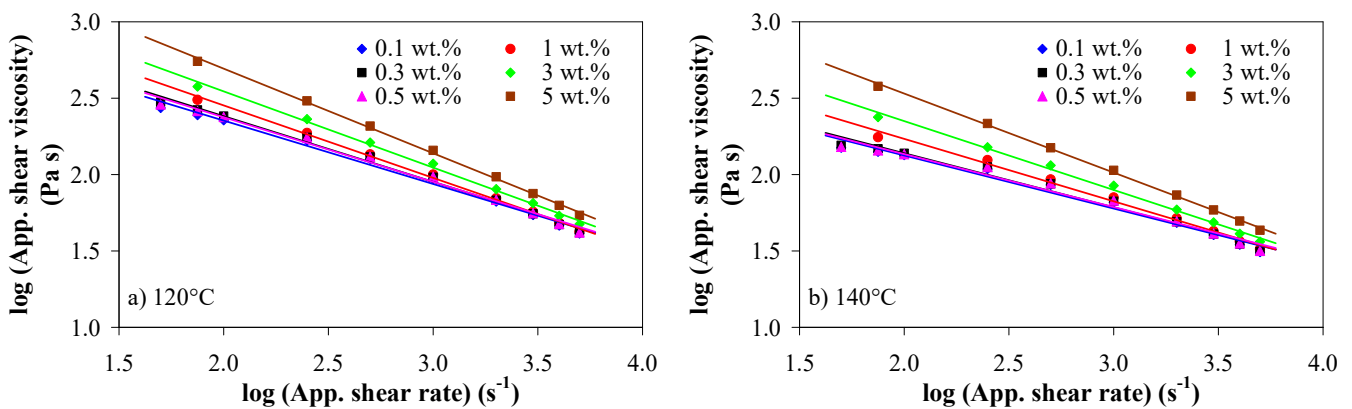 log (App. shear viscosity)
(Pa s)
3.0
2.5
2.0
1.5
1.0
0.1 wt.% 1 wt.%
0.3 wt.% 3 wt.%
0.5 wt.% 5 wt.%
a) 120°C
1.5 2.0 2.5 3.0 3.5 4.0
log (App. shear rate) (s⁻¹)
log (App. shear viscosity)
(Pa s)
3.0
2.5
2.0
1.5
1.0
0.1 wt.% 1 wt.%
0.3 wt.% 3 wt.%
0.5 wt.% 5 wt.%
b) 140°C
1.5 2.0 2.5 3.0 3.5 4.0
log (App. shear rate) (s⁻¹)